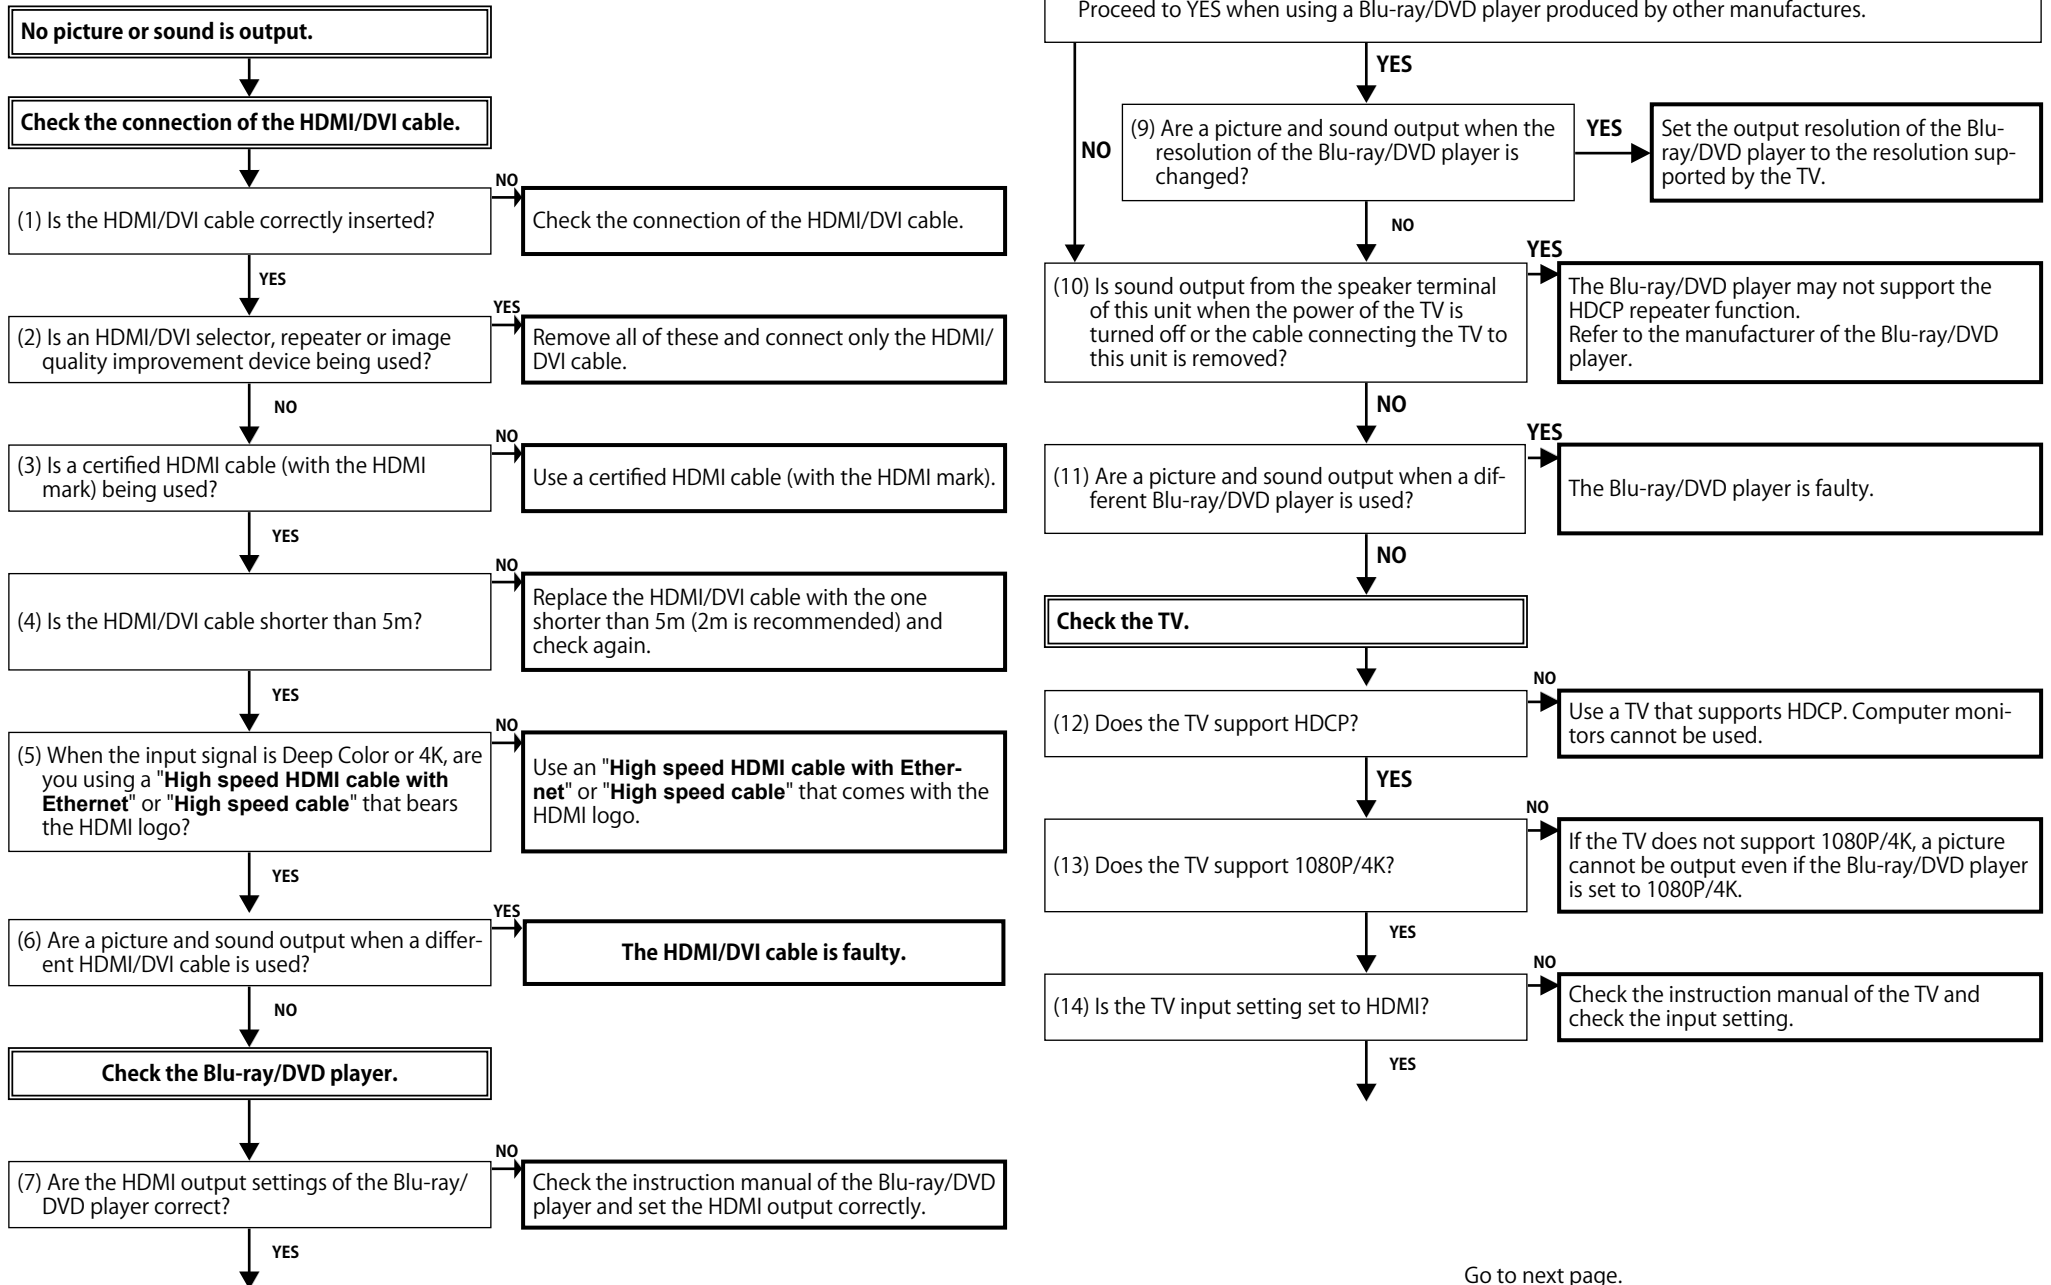 No picture or sound is output.
Check the connection of the HDMI/DVI cable.
(1) Is the HDMI/DVI cable correctly inserted?
NO
Check the connection of the HDMI/DVI cable.
YES
(2) Is an HDMI/DVI selector, repeater or image
quality improvement device being used?
YES
Remove all of these and connect only the HDMI/
DVI cable.
NO
(3) Is a certified HDMI cable (with the HDMI
mark) being used?
NO
Use a certified HDMI cable (with the HDMI mark).
YES
(4) Is the HDMI/DVI cable shorter than 5m?
NO
Replace the HDMI/DVI cable with the one
shorter than 5m (2m is recommended) and
check again.
YES
(5) When the input signal is Deep Color or 4K, are
you using a "High speed HDMI cable with
Ethernet" or "High speed cable" that bears
the HDMI logo?
NO
Use an "High speed HDMI cable with Ether-
net" or "High speed cable" that comes with the
HDMI logo.
YES
(6) Are a picture and sound output when a differ-
ent HDMI/DVI cable is used?
YES
The HDMI/DVI cable is faulty.
NO
Check the Blu-ray/DVD player.
(7) Are the HDMI output settings of the Blu-ray/
DVD player correct?
NO
Check the instruction manual of the Blu-ray/DVD
player and set the HDMI output correctly.
YES
Proceed to YES when using a Blu-ray/DVD player produced by other manufactures.
YES
NO
(9) Are a picture and sound output when the
resolution of the Blu-ray/DVD player is
changed?
YES
Set the output resolution of the Blu-
ray/DVD player to the resolution sup-
ported by the TV.
NO
(10) Is sound output from the speaker terminal
of this unit when the power of the TV is
turned off or the cable connecting the TV to
this unit is removed?
YES
The Blu-ray/DVD player may not support the
HDCP repeater function.
Refer to the manufacturer of the Blu-ray/DVD
player.
NO
(11) Are a picture and sound output when a dif-
ferent Blu-ray/DVD player is used?
YES
The Blu-ray/DVD player is faulty.
NO
Check the TV.
(12) Does the TV support HDCP?
NO
Use a TV that supports HDCP. Computer moni-
tors cannot be used.
YES
(13) Does the TV support 1080P/4K?
NO
If the TV does not support 1080P/4K, a picture
cannot be output even if the Blu-ray/DVD player
is set to 1080P/4K.
YES
(14) Is the TV input setting set to HDMI?
NO
Check the instruction manual of the TV and
check the input setting.
YES
Go to next page.